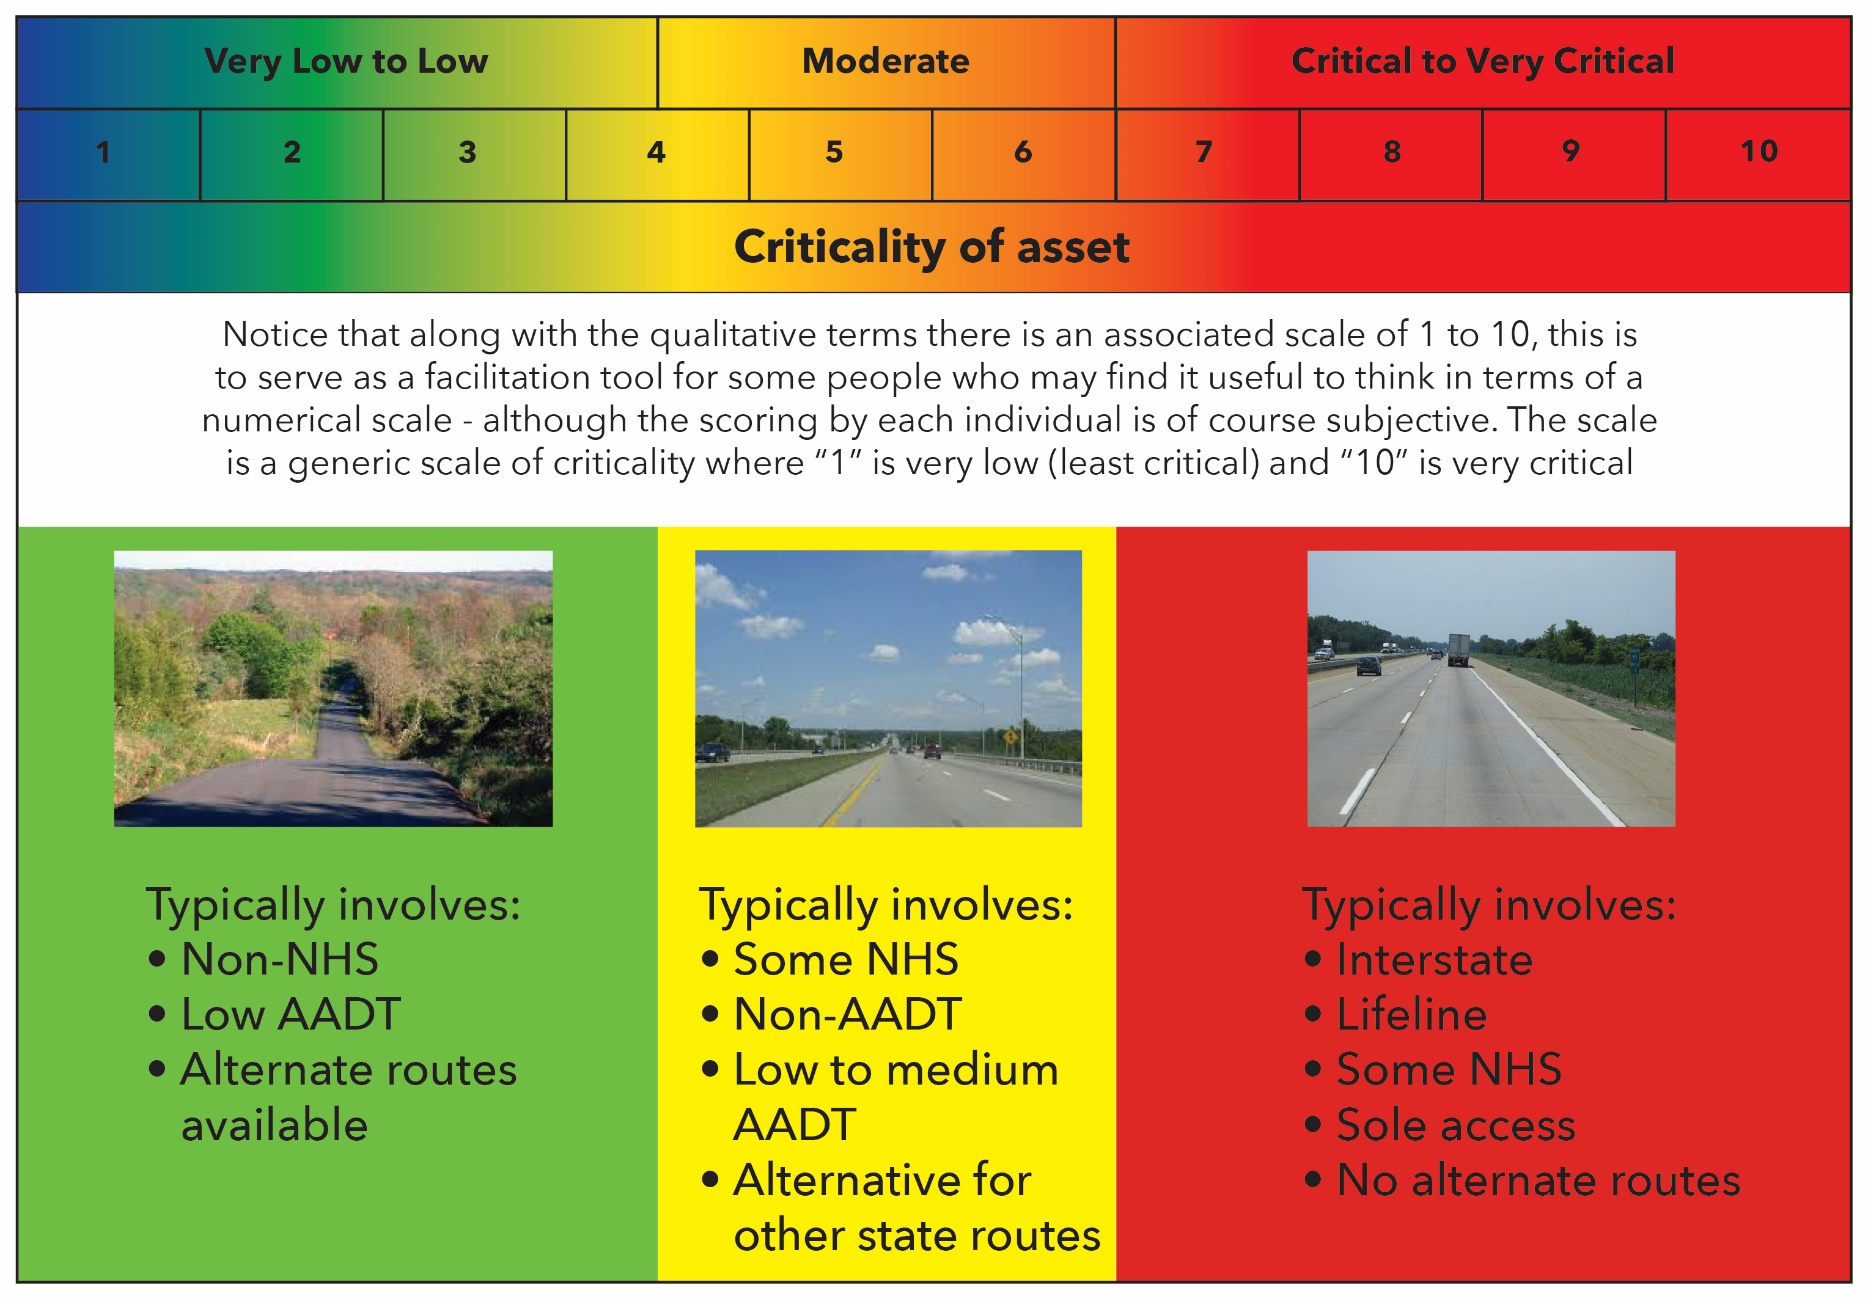 Very Low to Low Moderate Critical to Very Critical
1 2 3 4 5 6 7 8 9 10
Criticality of asset
Notice that along with the qualitative terms there is an associated scale of 1 to 10, this is
to serve as a facilitation tool for some people who may find it useful to think in terms of a
numerical scale - although the scoring by each individual is of course subjective. The scale
is a generic scale of criticality where “1” is very low (least critical) and “10” is very critical
Typically involves:
• Non-NHS
• Low AADT
• Alternate routes
available
Typically involves:
• Some NHS
• Non-AADT
• Low to medium
AADT
• Alternative for
other state routes
Typically involves:
• Interstate
• Lifeline
• Some NHS
• Sole access
• No alternate routes